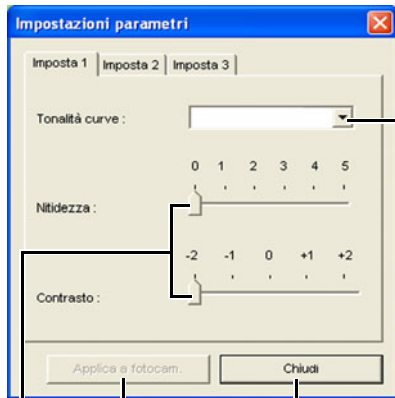 Impostazioni parametri
Imposta 1 Imposta 2 Imposta 3
Tonalità curve :
0 1 2 3 4 5
Nitidezza :
-2 -1 0 +1 +2
Contrasto :
Applica a fotocam. Chiudi